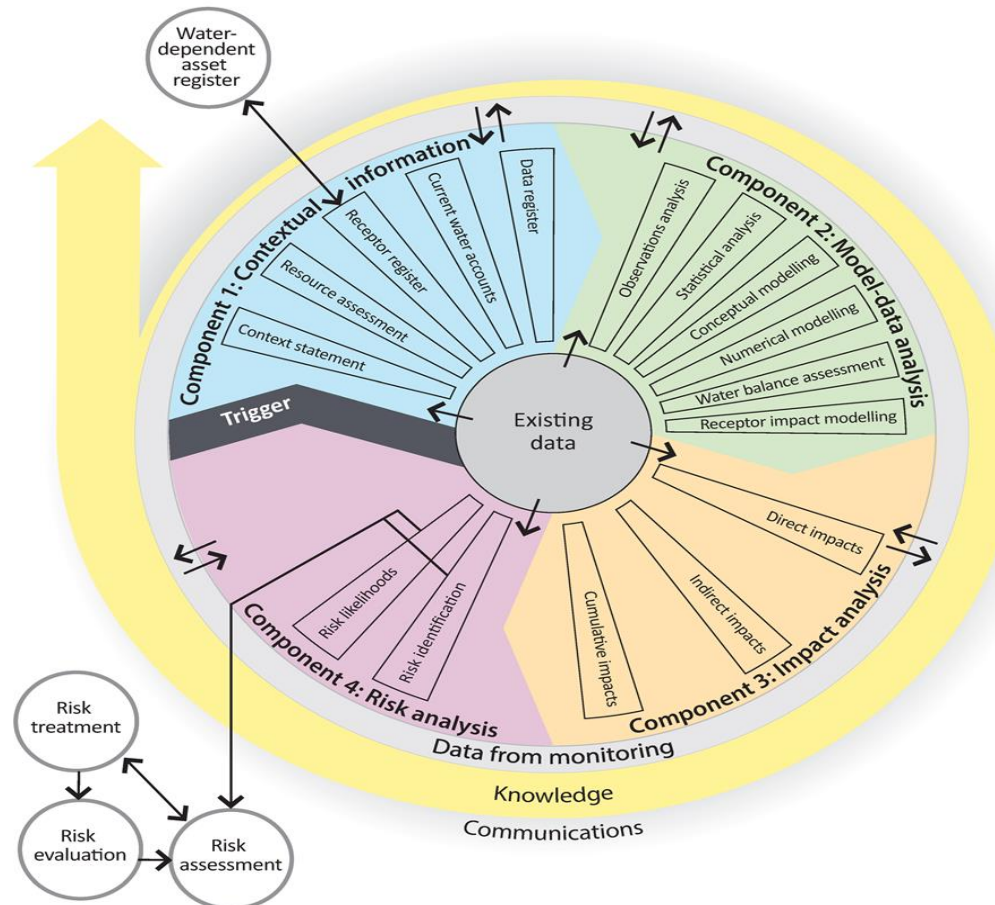 Water-
dependent
asset
register
Component 1: Contextual information
Context statement
Resource assessment
Receptor register
Current water accounts
Data register
Component 2: Model-data analysis
Observations analysis
Statistical analysis
Conceptual modelling
Numerical modelling
Water balance assessment
Receptor impact modelling
Trigger
Existing
data
Direct impacts
Indirect impacts
Cumulative impacts
Component 3: Impact analysis
Risk likelihoods
Risk identification
Component 4: Risk analysis
Data from monitoring
Knowledge
Communications
Risk
treatment
Risk
evaluation
Risk
assessment